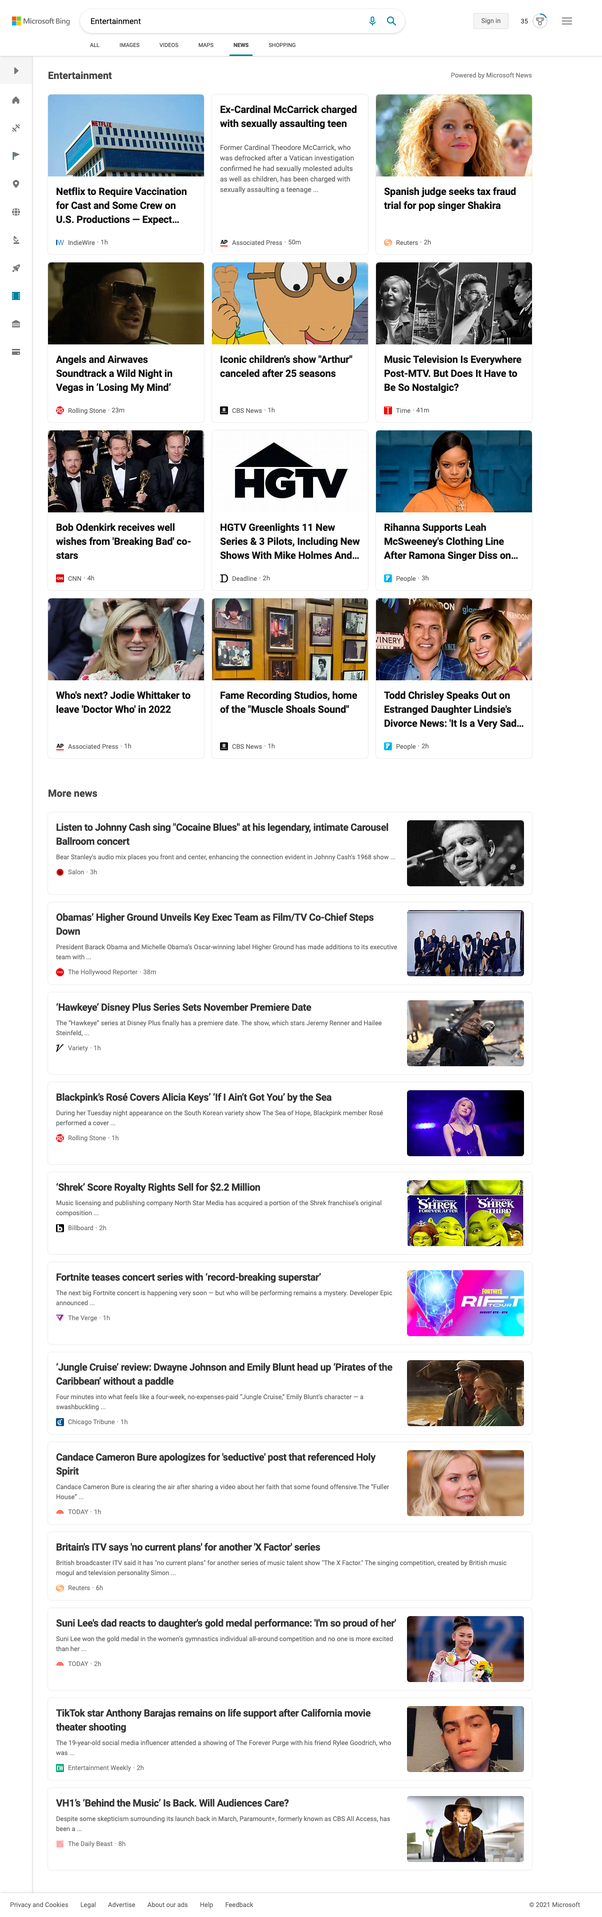 Microsoft Bing
Entertainment
Sign in
35
ALL
IMAGES
VIDEOS
MAPS
NEWS
SHOPPING
Entertainment
Powered by Microsoft News
NETFLIX
Netflix to Require Vaccination
for Cast and Some Crew on
U.S. Productions — Expect...
IndieWire · 1h
Ex-Cardinal McCarrick charged
with sexually assaulting teen
Former Cardinal Theodore McCarrick, who
was defrocked after a Vatican investigation
confirmed he had sexually molested adults
as well as children, has been charged with
sexually assaulting a teenage ...
AP Associated Press · 50m
Spanish judge seeks tax fraud
trial for pop singer Shakira
Reuters · 2h
Angels and Airwaves
Soundtrack a Wild Night in
Vegas in ‘Losing My Mind’
Rolling Stone · 23m
Iconic children's show "Arthur"
canceled after 25 seasons
CBS News · 1h
Music Television Is Everywhere
Post-MTV. But Does It Have to
Be So Nostalgic?
Time · 41m
Bob Odenkirk receives well
wishes from 'Breaking Bad' co-
stars
CNN · 4h
HGTV
HGTV Greenlights 11 New
Series & 3 Pilots, Including New
Shows With Mike Holmes And...
Deadline · 2h
Rihanna Supports Leah
McSweeney's Clothing Line
After Ramona Singer Diss on...
People · 3h
Who's next? Jodie Whittaker to
leave 'Doctor Who' in 2022
AP Associated Press · 1h
Fame Recording Studios, home
of the "Muscle Shoals Sound"
CBS News · 1h
WINERY
Todd Chrisley Speaks Out on
Estranged Daughter Lindsie's
Divorce News: 'It Is a Very Sad...
People · 2h
More news
Listen to Johnny Cash sing "Cocaine Blues" at his legendary, intimate Carousel
Ballroom concert
Bear Stanley's audio mix places you front and center, enhancing the connection evident in Johnny Cash's 1968 show ...
Salon · 3h
Obamas’ Higher Ground Unveils Key Exec Team as Film/TV Co-Chief Steps
Down
President Barack Obama and Michelle Obama's Oscar-winning label Higher Ground has made additions to its executive
team with ...
The Hollywood Reporter · 38m
‘Hawkeye’ Disney Plus Series Sets November Premiere Date
The "Hawkeye" series at Disney Plus finally has a premiere date. The show, which stars Jeremy Renner and Hailee
Steinfeld, ...
Variety · 1h
Blackpink’s Rosé Covers Alicia Keys’ ‘If I Ain’t Got You’ by the Sea
During her Tuesday night appearance on the South Korean variety show The Sea of Hope, Blackpink member Rosé
performed a cover ...
Rolling Stone · 1h
‘Shrek’ Score Royalty Rights Sell for $2.2 Million
Music licensing and publishing company North Star Media has acquired a portion of the Shrek franchise's original
composition ...
Billboard · 2h
SHREK
FOREVER AFTER
SHREK
THE THIRD
Fortnite teases concert series with ‘record-breaking superstar’
The next big Fortnite concert is happening very soon — but who will be performing remains a mystery. Developer Epic
announced ...
The Verge · 1h
FORTNITE
RIFT
TOUR
‘Jungle Cruise’ review: Dwayne Johnson and Emily Blunt head up ‘Pirates of the
Caribbean’ without a paddle
Four minutes into what feels like a four-week, no-expenses-paid “Jungle Cruise,” Emily Blunt's character — a
swashbuckling ...
Chicago Tribune · 1h
Candace Cameron Bure apologizes for 'seductive' post that referenced Holy
Spirit
Candace Cameron Bure is clearing the air after sharing a video about her faith that some found offensive.The "Fuller
House" ...
TODAY · 1h
Britain's ITV says 'no current plans' for another 'X Factor' series
British broadcaster ITV said it has "no current plans" for another series of music talent show "The X Factor." The singing competition, created by British music
mogul and television personality Simon ...
Reuters · 6h
Suni Lee's dad reacts to daughter's gold medal performance: 'I'm so proud of her'
Suni Lee won the gold medal in the women's gymnastics individual all-around competition and no one is more excited
than her ...
TODAY · 2h
TikTok star Anthony Barajas remains on life support after California movie
theater shooting
The 19-year-old social media influencer attended a showing of The Forever Purge with his friend Rylee Goodrich, who
was ...
Entertainment Weekly · 2h
VH1’s ‘Behind the Music’ Is Back. Will Audiences Care?
Despite some skepticism surrounding its launch back in March, Paramount+, formerly known as CBS All Access, has
been a ...
The Daily Beast · 8h
Privacy and Cookies
Legal
Advertise
About our ads
Help
Feedback
© 2021 Microsoft